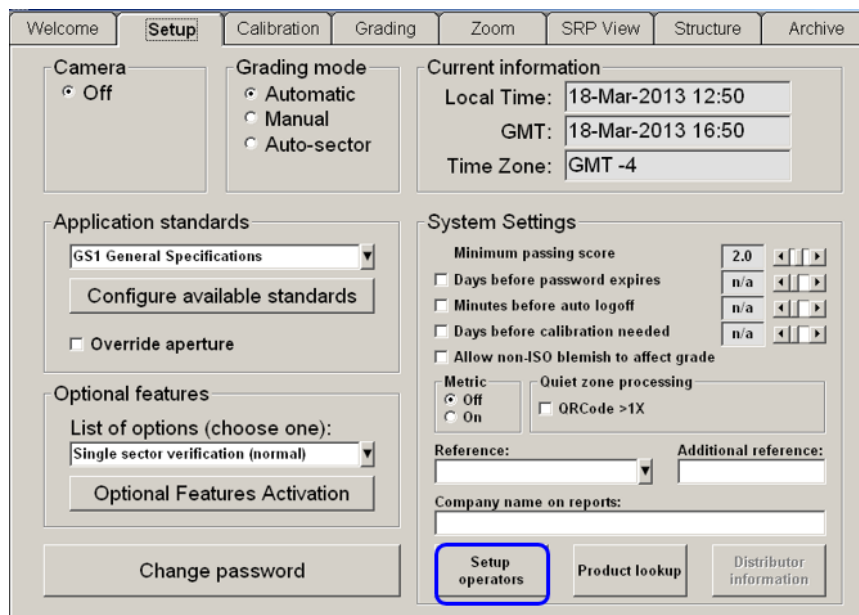 Welcome Setup Calibration Grading Zoom SRP View Structure Archive
Camera
Off
Grading mode
Automatic
Manual
Auto-sector
Current information
Local Time: 18-Mar-2013 12:50
GMT: 18-Mar-2013 16:50
Time Zone: GMT -4
Application standards
GS1 General Specifications
Configure available standards
Override aperture
Optional features
List of options (choose one):
Single sector verification (normal)
Optional Features Activation
Change password
System Settings
Minimum passing score 2.0
Days before password expires n/a
Minutes before auto logoff n/a
Days before calibration needed n/a
Allow non-ISO blemish to affect grade
Metric
Off
On
Quiet zone processing
QRCode >1X
Reference: Additional reference:
Company name on reports:
Setup operators
Product lookup
Distributor information